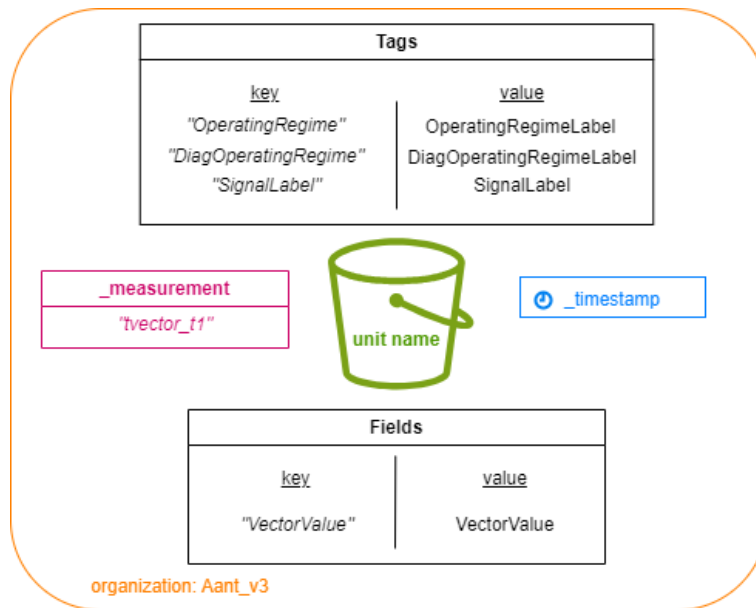 Tags
key value
"OperatingRegime" OperatingRegimeLabel
"DiagOperatingRegime" DiagOperatingRegimeLabel
"SignalLabel" SignalLabel
_measurement
"tvector_t1"
unit name
_timestamp
Fields
key value
"VectorValue" VectorValue
organization: Aant_v3